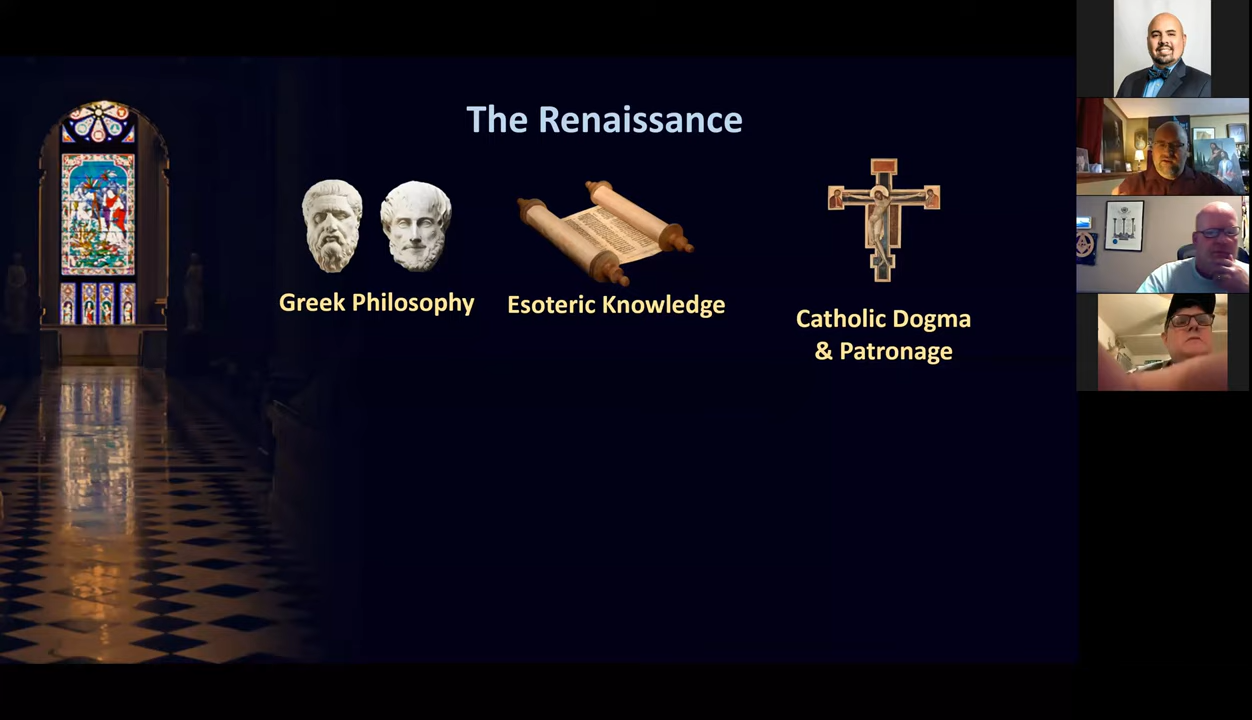 The Renaissance
Greek Philosophy
Esoteric Knowledge
Catholic Dogma
& Patronage